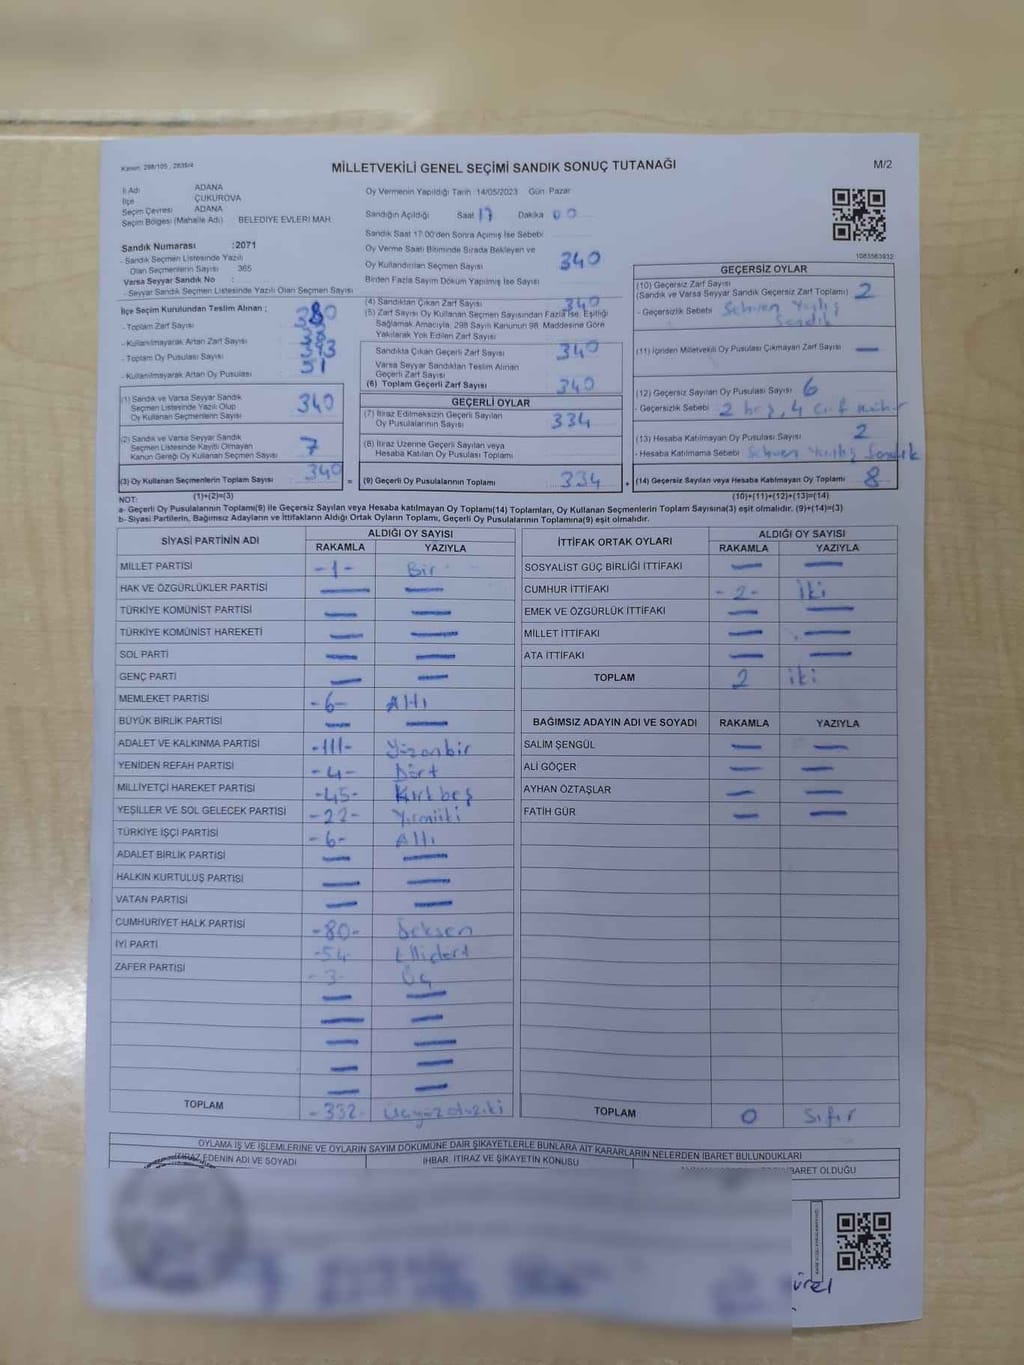 Kanun: 298/105, 2839/4
MİLLETVEKİLİ GENEL SEÇİMİ SANDIK SONUÇ TUTANAĞI
M/2
İl Adı ADANA
İlçe ÇUKUROVA
Seçim Çevresi ADANA
Seçim Bölgesi (Mahalle Adı) : BELEDİYE EVLERİ MAH.
Oy Vermenin Yapıldığı Tarih :14/05/2023 Gün: Pazar
Sandığın Açıldığı Saat 17 Dakika 00
Sandık Saat 17:00'den Sonra Açılmış İse Sebebi
Oy Verme Saati Bitiminde Sırada Bekleyen ve
Oy Kullandırılan Seçmen Sayısı 340
Birden Fazla Sayım Döküm Yapılmış İse Sayısı
1083563932
Sandık Numarası :2071
- Sandık Seçmen Listesinde Yazılı
Olan Seçmenlerin Sayısı : 365
Varsa Seyyar Sandık No :
- Seyyar Sandık Seçmen Listesinde Yazılı Olan Seçmen Sayısı
İlçe Seçim Kurulundan Teslim Alınan ;
- Toplam Zarf Sayısı 380
- Kullanılmayarak Artan Zarf Sayısı
- Toplam Oy Pusulası Sayısı
- Kullanılmayarak Artan Oy Pusulası 51
(1) Sandık ve Varsa Seyyar Sandık
Seçmen Listesinde Yazılı Olup
Oy Kullanan Seçmenlerin Sayısı 340
(2) Sandık ve Varsa Seyyar Sandık
Seçmen Listesinde Kayıtlı Olmayan
Kanun Gereği Oy Kullanan Seçmen Sayısı 7
(3) Oy Kullanan Seçmenlerin Toplam Sayısı 340
(1)+(2)=(3)
(4) Sandıktan Çıkan Zarf Sayısı 340
(5) Zarf Sayısı Oy Kullanan Seçmen Sayısından Fazla İse, Eşitliği
Sağlamak Amacıyla, 298 Sayılı Kanunun 98. Maddesine Göre
Yakılarak Yok Edilen Zarf Sayısı
Sandıkta Çıkan Geçerli Zarf Sayısı 340
Varsa Seyyar Sandıktan Teslim Alınan
Geçerli Zarf Sayısı
(6) Toplam Geçerli Zarf Sayısı 340
GEÇERLİ OYLAR
(7) İtiraz Edilmeksizin Geçerli Sayılan
Oy Pusulalarının Sayısı 334
(8) İtiraz Üzerine Geçerli Sayılan veya
Hesaba Katılan Oy Pusulası Toplamı
= (9) Geçerli Oy Pusulalarının Toplamı 334 +
GEÇERSİZ OYLAR
(10) Geçersiz Zarf Sayısı
(Sandık ve Varsa Seyyar Sandık Geçersiz Zarf Toplamı) 2
- Geçersizlik Sebebi : Sehven Yanlış
Sandık
(11) İçinden Milletvekili Oy Pusulası Çıkmayan Zarf Sayısı —
(12) Geçersiz Sayılan Oy Pusulası Sayısı 6
- Geçersizlik Sebebi : 2 boş, 4 çift mühür
(13) Hesaba Katılmayan Oy Pusulası Sayısı 2
- Hesaba Katılmama Sebebi : Sehven Yanlış Sandık
(14) Geçersiz Sayılan veya Hesaba Katılmayan Oy Toplamı 8
(10)+(11)+(12)+(13)=(14)
NOT:
a- Geçerli Oy Pusulalarının Toplamı(9) ile Geçersiz Sayılan veya Hesaba katılmayan Oy Toplamı(14) Toplamları, Oy Kullanan Seçmenlerin Toplam Sayısına(3) eşit olmalıdır. (9)+(14)=(3)
b- Siyasi Partilerin, Bağımsız Adayların ve İttifakların Aldığı Ortak Oyların Toplamı, Geçerli Oy Pusulalarının Toplamına(9) eşit olmalıdır.
SİYASİ PARTİNİN ADI
ALDIĞI OY SAYISI
RAKAMLA YAZIYLA
MİLLET PARTİSİ -1- Bir
HAK VE ÖZGÜRLÜKLER PARTİSİ — —
TÜRKİYE KOMÜNİST PARTİSİ — —
TÜRKİYE KOMÜNİST HAREKETİ — —
SOL PARTİ — —
GENÇ PARTİ — —
MEMLEKET PARTİSİ -6- Altı
BÜYÜK BİRLİK PARTİSİ — —
ADALET VE KALKINMA PARTİSİ -111- Yüzonbir
YENİDEN REFAH PARTİSİ -4- Dört
MİLLİYETÇİ HAREKET PARTİSİ -45- Kırkbeş
YEŞİLLER VE SOL GELECEK PARTİSİ -22- Yirmiiki
TÜRKİYE İŞÇİ PARTİSİ -6- Altı
ADALET BİRLİK PARTİSİ — —
HALKIN KURTULUŞ PARTİSİ — —
VATAN PARTİSİ — —
CUMHURİYET HALK PARTİSİ -80- Seksen
İYİ PARTİ -54- Ellidört
ZAFER PARTİSİ -3- Üç
TOPLAM -332- Üçyüzotuziki
İTTİFAK ORTAK OYLARI
ALDIĞI OY SAYISI
RAKAMLA YAZIYLA
SOSYALİST GÜÇ BİRLİĞİ İTTİFAKI — —
CUMHUR İTTİFAKI -2- İki
EMEK VE ÖZGÜRLÜK İTTİFAKI — —
MİLLET İTTİFAKI — —
ATA İTTİFAKI — —
TOPLAM 2 iki
BAĞIMSIZ ADAYIN ADI VE SOYADI RAKAMLA YAZIYLA
SALİM ŞENGÜL — —
ALİ GÖÇER — —
AYHAN ÖZTAŞLAR — —
FATİH GÜR — —
TOPLAM 0 Sıfır
OYLAMA İŞ VE İŞLEMLERİNE VE OYLARIN SAYIM DÖKÜMÜNE DAİR ŞİKAYETLERLE BUNLARA AİT KARARLARIN NELERDEN İBARET BULUNDUKLARI
İTİRAZ EDENİN ADI VE SOYADI
İHBAR, İTİRAZ VE ŞİKAYETİN KONUSU
İBARET OLDUĞU